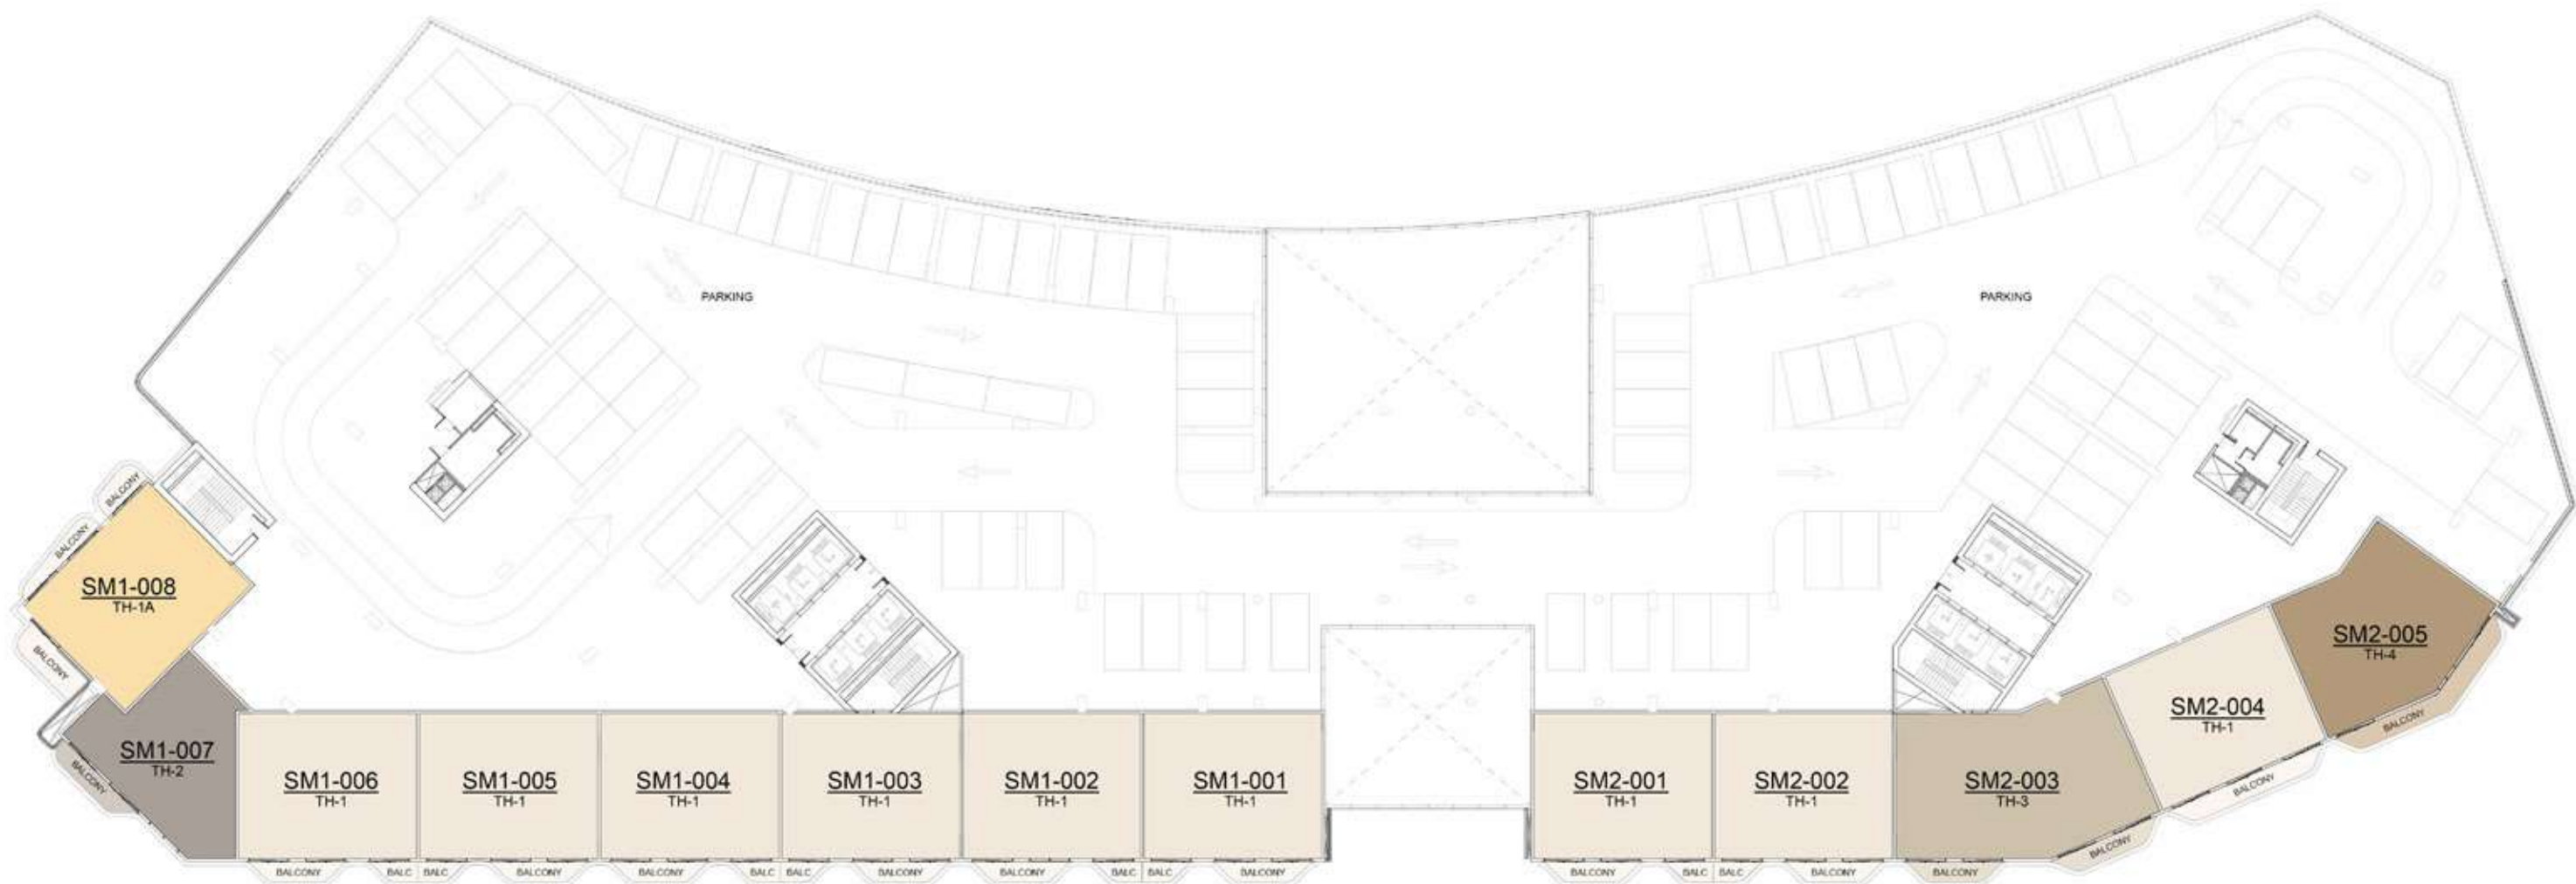 PARKING
PARKING
BALCONY
BALCONY
SM1-008
TH-1A
BALCONY
SM2-005
TH-4
BALCONY
SM2-004
TH-1
BALCONY
SM1-007
TH-2
BALCONY
SM1-006
TH-1
SM1-005
TH-1
SM1-004
TH-1
SM1-003
TH-1
SM1-002
TH-1
SM1-001
TH-1
SM2-001
TH-1
SM2-002
TH-1
SM2-003
TH-3
BALCONY
BALCONY BALC BALC BALCONY BALCONY BALC BALC BALCONY BALCONY BALC BALC BALCONY BALCONY BALC BALC BALCONY BALCONY